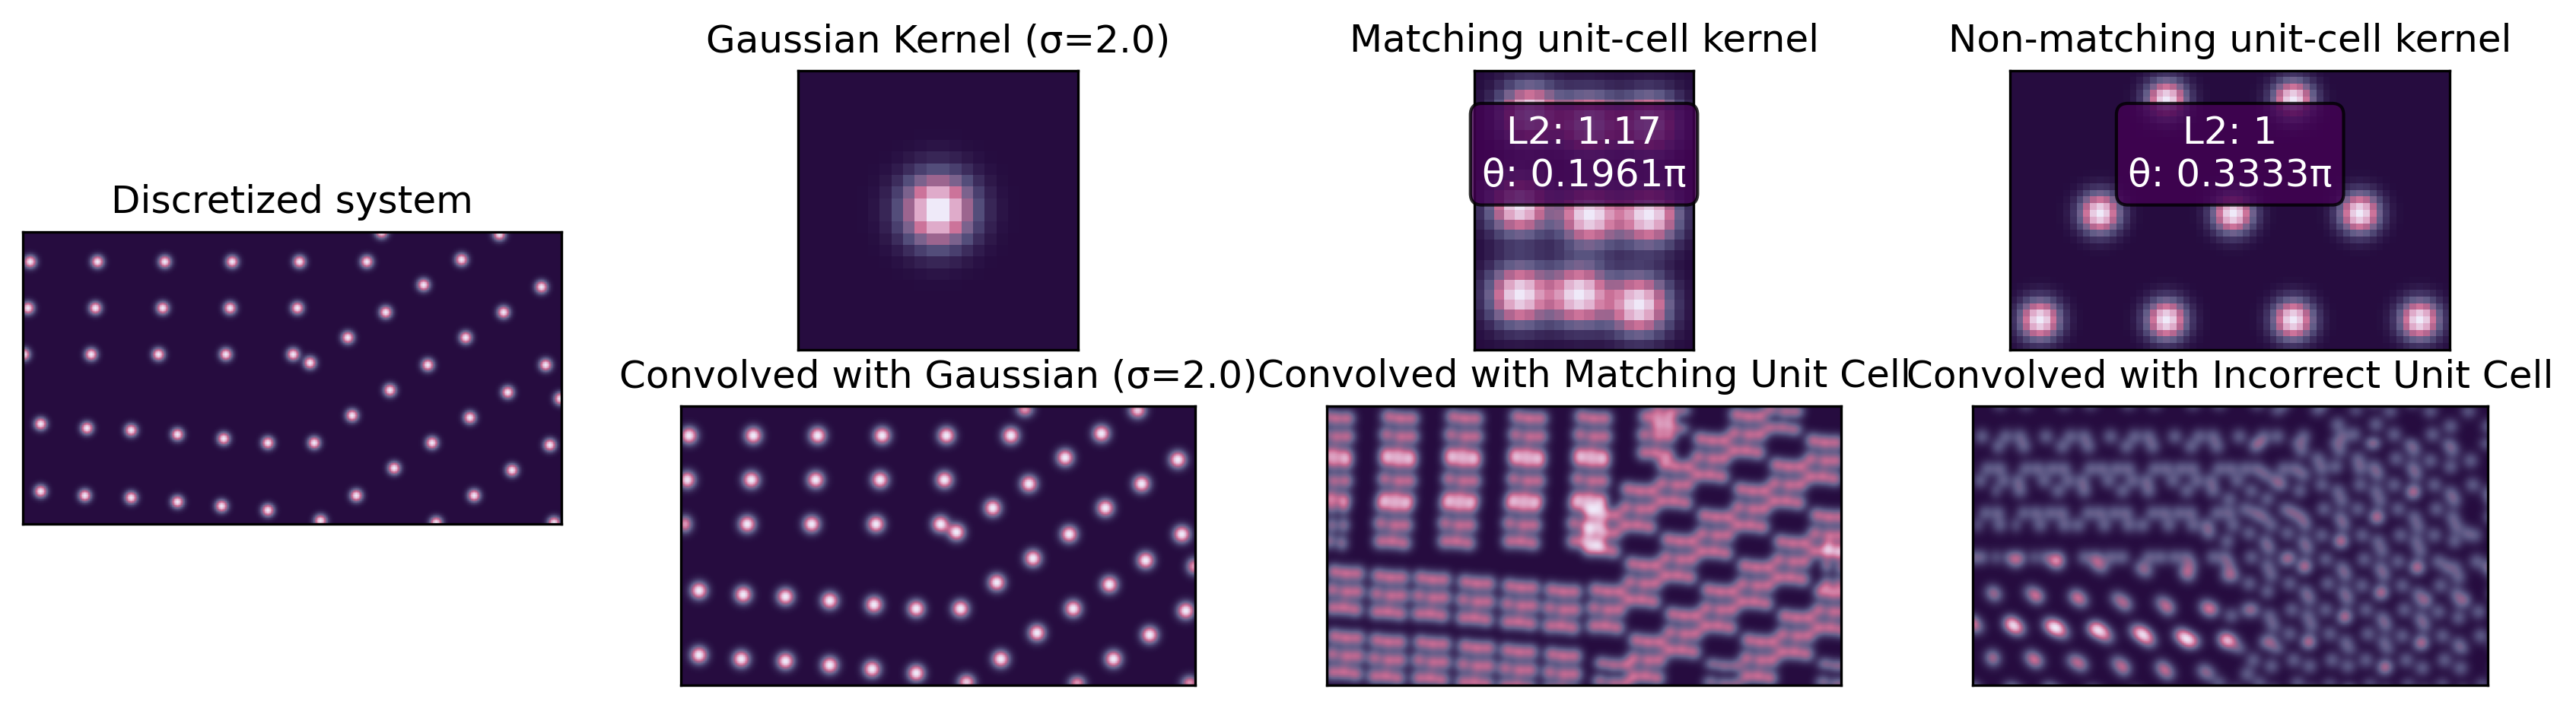 Discretized system
Gaussian Kernel (σ=2.0)
Matching unit-cell kernel
L2: 1.17
θ: 0.1961π
Non-matching unit-cell kernel
L2: 1
θ: 0.3333π
Convolved with Gaussian (σ=2.0)
Convolved with Matching Unit Cell
Convolved with Incorrect Unit Cell